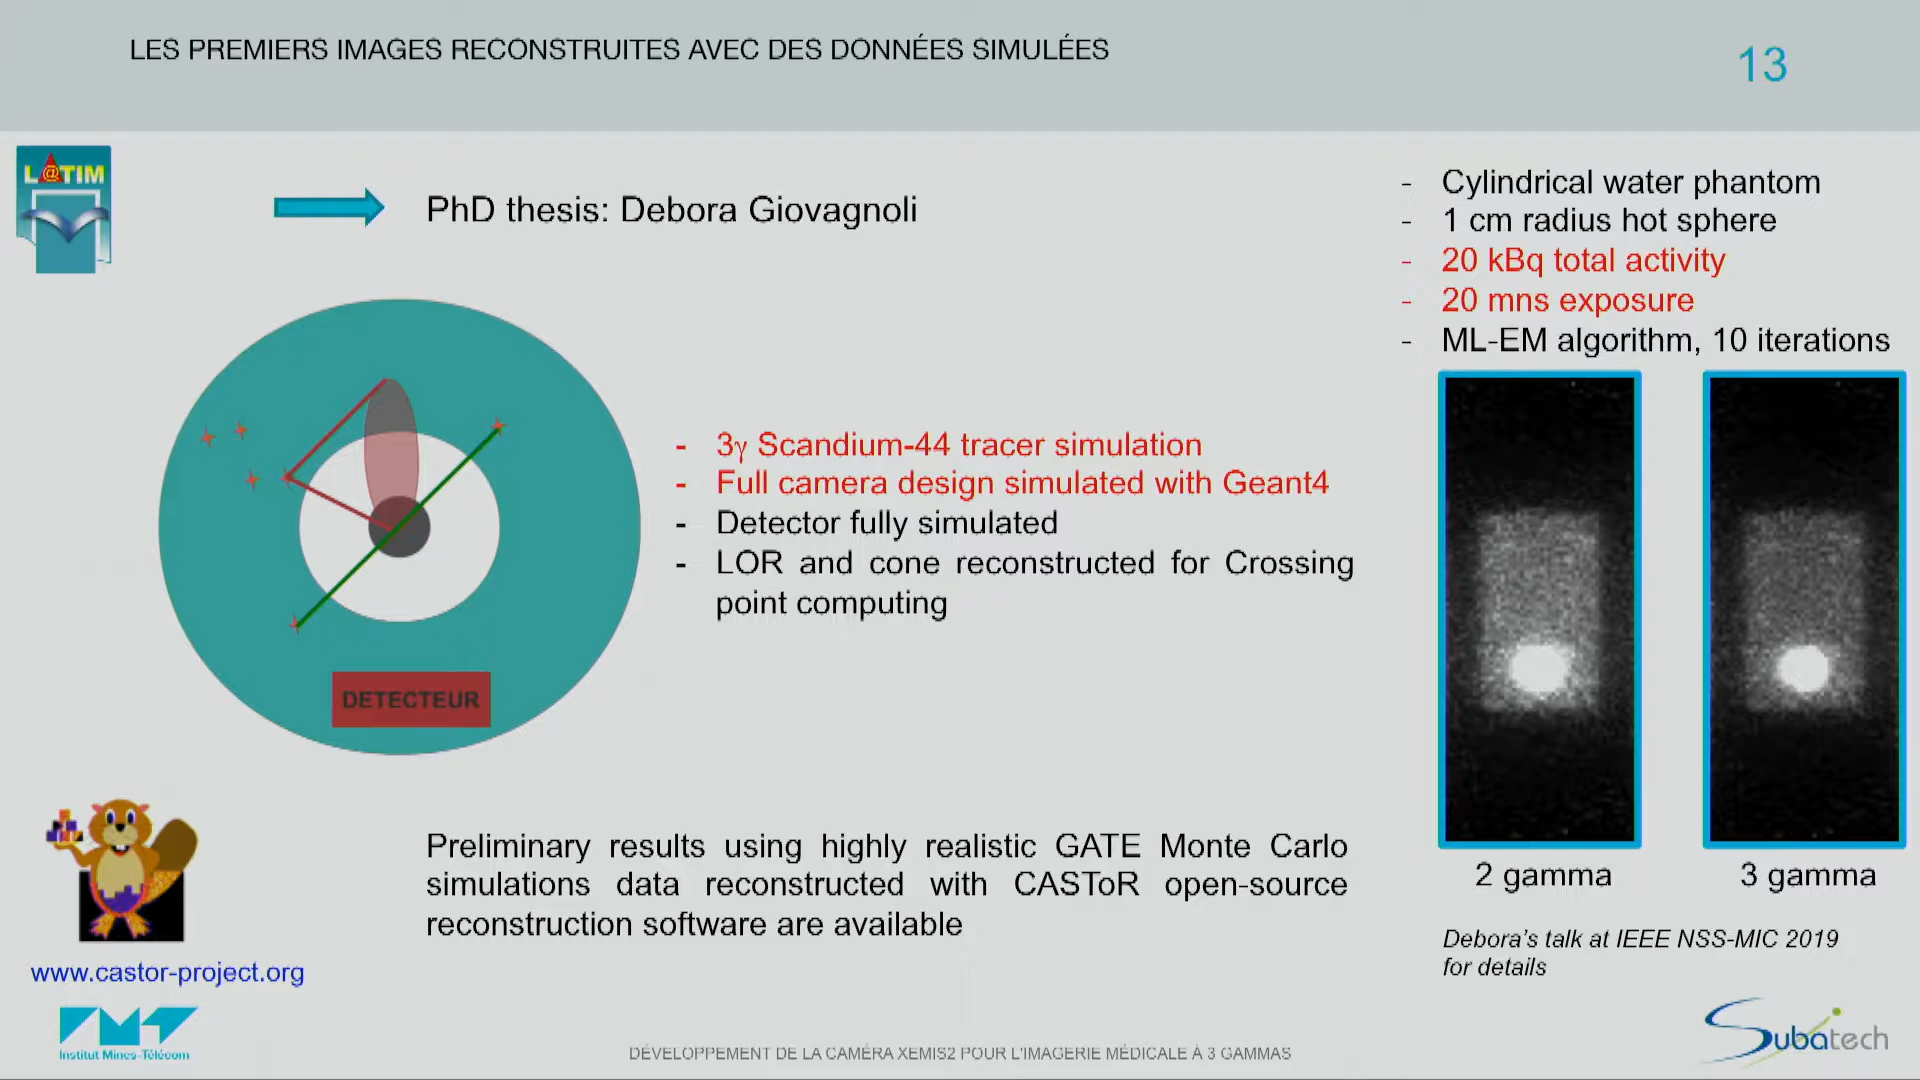 LES PREMIERS IMAGES RECONSTRUITES AVEC DES DONNÉES SIMULÉES
13
L@TIM
PhD thesis: Debora Giovagnoli
- Cylindrical water phantom
- 1 cm radius hot sphere
- 20 kBq total activity
- 20 mns exposure
- ML-EM algorithm, 10 iterations
- 3γ Scandium-44 tracer simulation
- Full camera design simulated with Geant4
- Detector fully simulated
- LOR and cone reconstructed for Crossing
point computing
DETECTEUR
Preliminary results using highly realistic GATE Monte Carlo
simulations data reconstructed with CASToR open-source
reconstruction software are available
2 gamma
3 gamma
Debora's talk at IEEE NSS-MIC 2019
for details
www.castor-project.org
Institut Mines-Télécom
DÉVELOPPEMENT DE LA CAMÉRA XEMIS2 POUR L'IMAGERIE MÉDICALE À 3 GAMMAS
Subatech